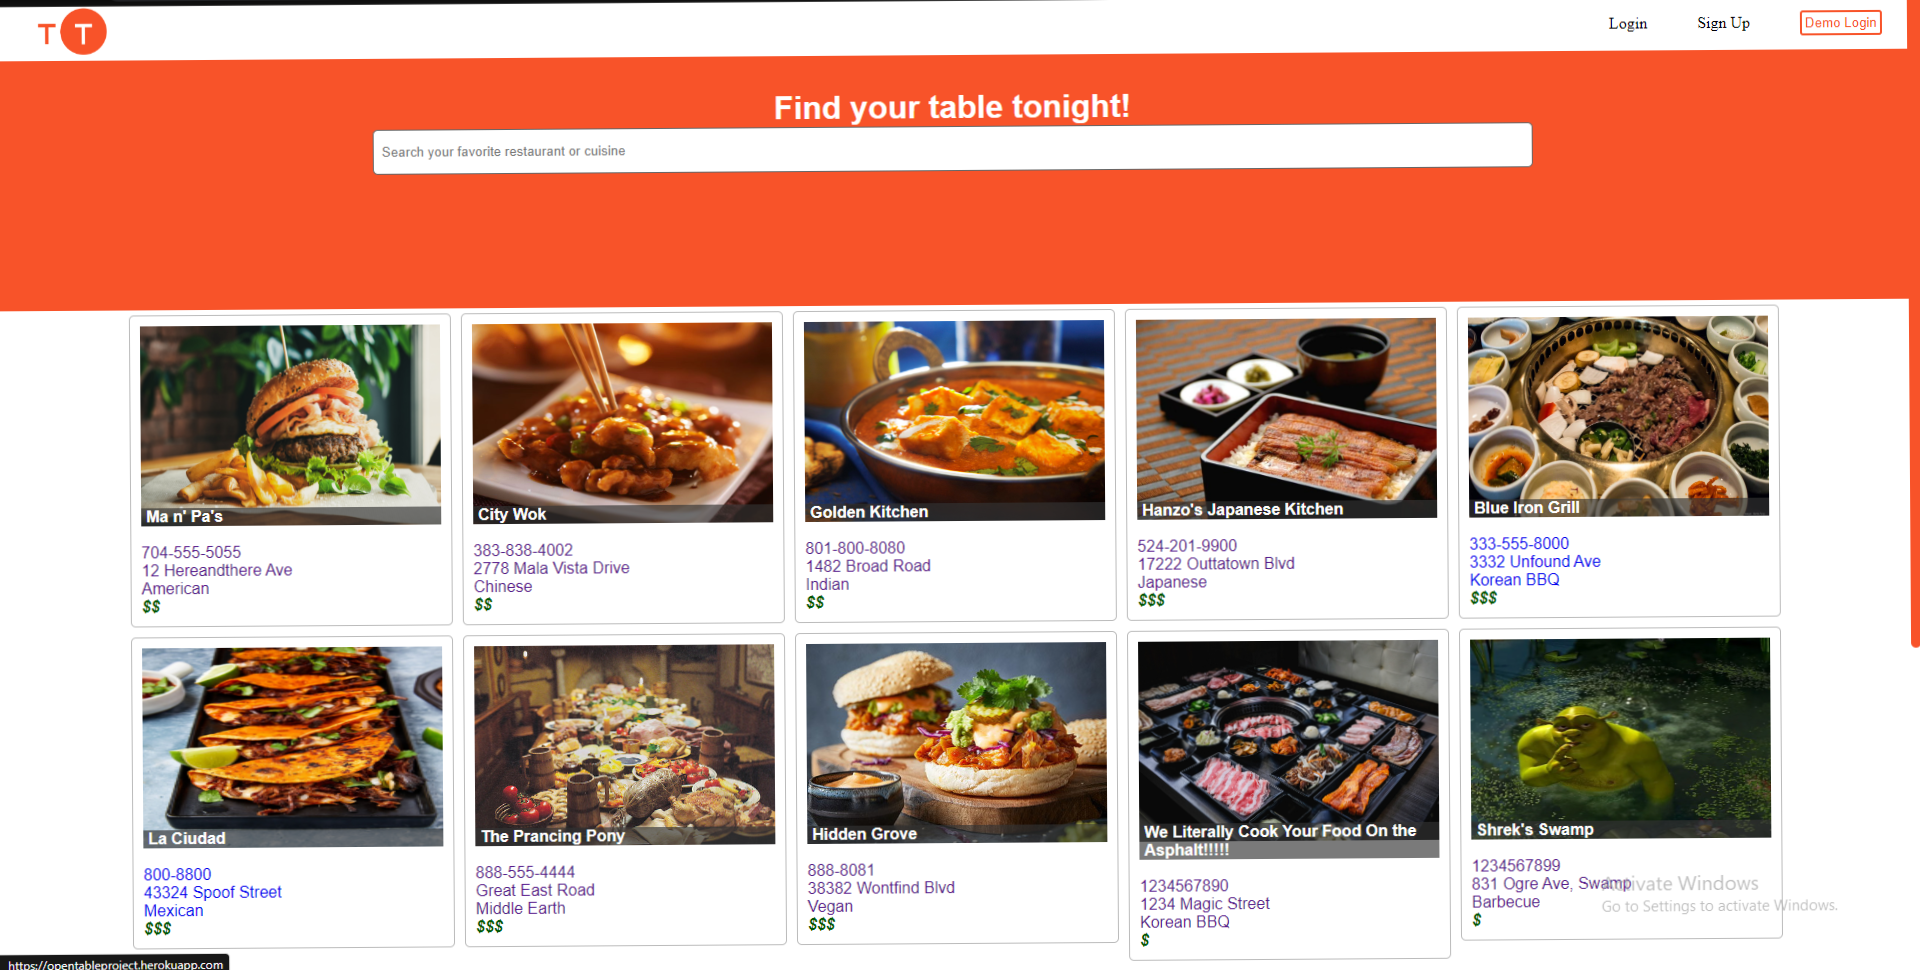 T T
Login
Sign Up
Demo Login
Find your table tonight!
Search your favorite restaurant or cuisine
Ma n' Pa's
704-555-5055
12 Hereandthere Ave
American
$$
City Wok
383-838-4002
2778 Mala Vista Drive
Chinese
$$
Golden Kitchen
801-800-8080
1482 Broad Road
Indian
$$
Hanzo's Japanese Kitchen
524-201-9900
17222 Outtatown Blvd
Japanese
$$$
Blue Iron Grill
333-555-8000
3332 Unfound Ave
Korean BBQ
$$$
La Ciudad
800-8800
43324 Spoof Street
Mexican
$$$
The Prancing Pony
888-555-4444
Great East Road
Middle Earth
$$$
Hidden Grove
888-8081
38382 Wontfind Blvd
Vegan
$$$
We Literally Cook Your Food On the
Asphalt!!!!!
1234567890
1234 Magic Street
Korean BBQ
$
Shrek's Swamp
1234567899
831 Ogre Ave, Swamp
Barbecue
$
Activate Windows
Go to Settings to activate Windows.
https://opentableproject.herokuapp.com